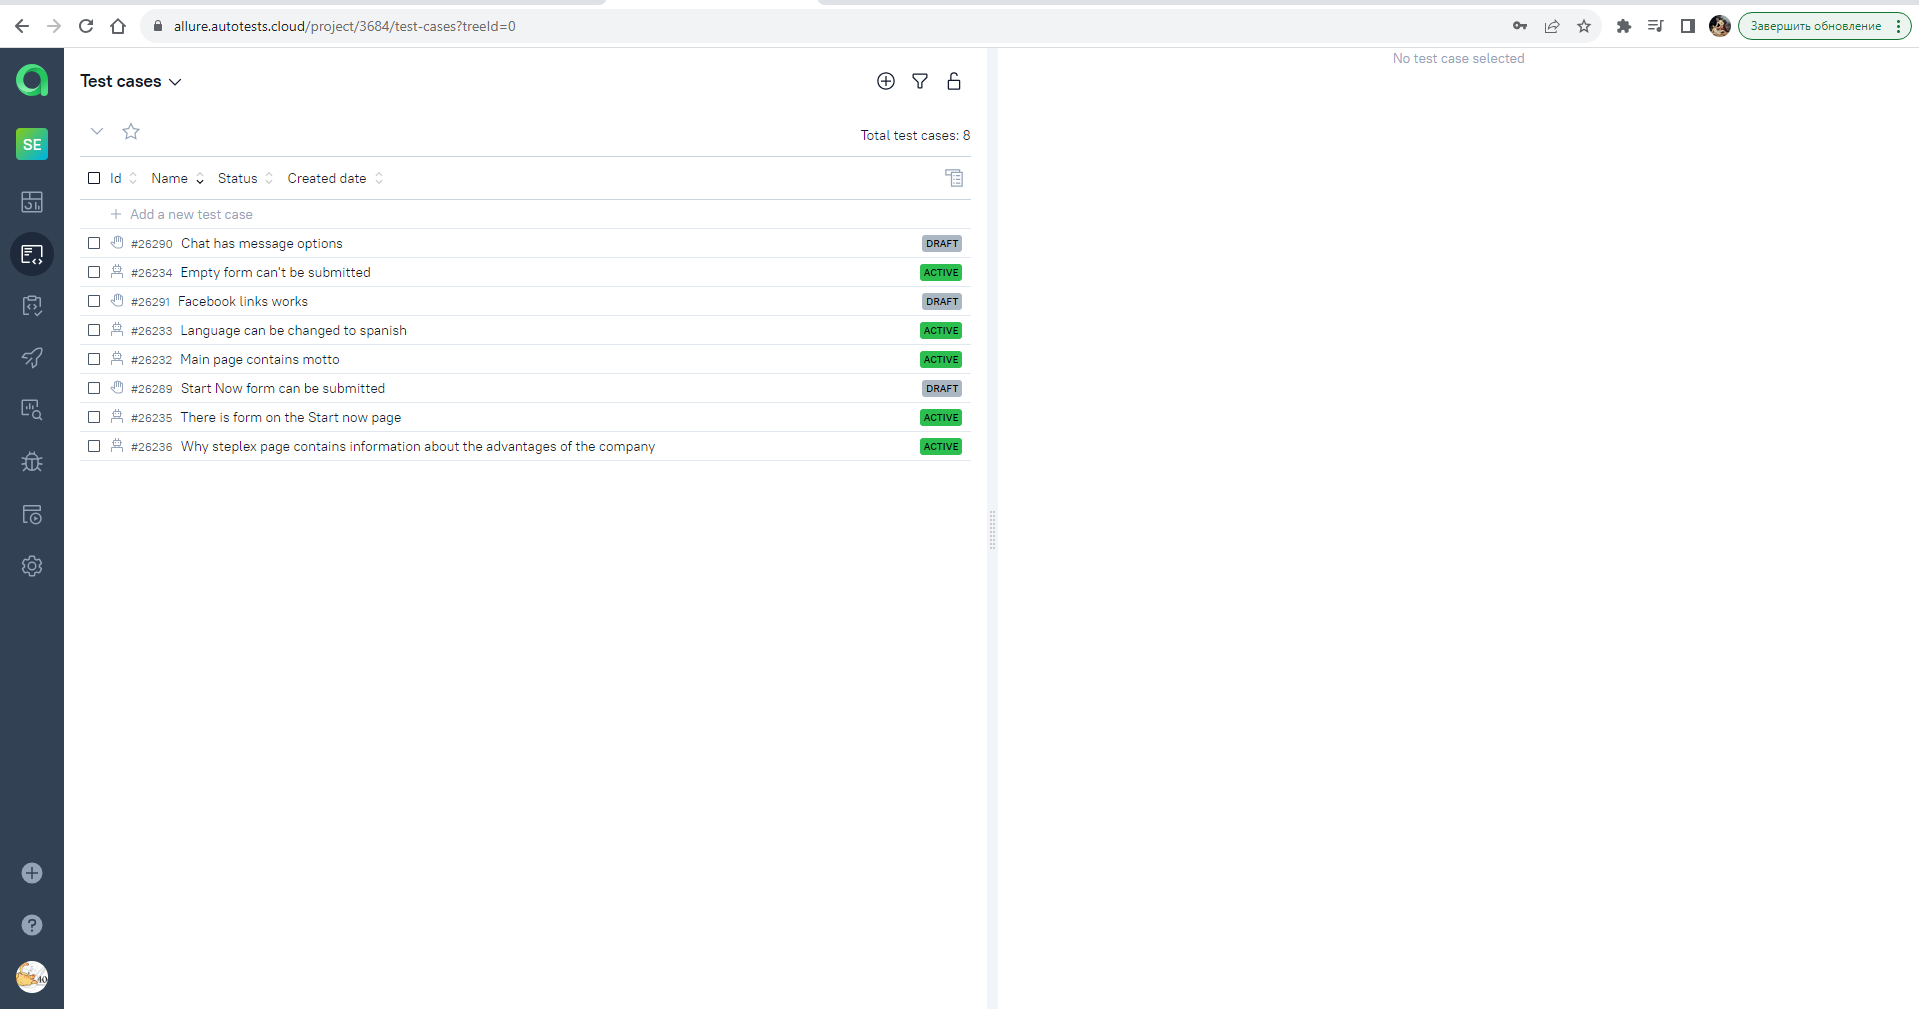 allure.autotests.cloud/project/3684/test-cases?treeId=0
Завершить обновление
SE
Test cases
No test case selected
Total test cases: 8
Id Name Status Created date
Add a new test case
#26290 Chat has message options DRAFT
#26234 Empty form can't be submitted ACTIVE
#26291 Facebook links works DRAFT
#26233 Language can be changed to spanish ACTIVE
#26232 Main page contains motto ACTIVE
#26289 Start Now form can be submitted DRAFT
#26235 There is form on the Start now page ACTIVE
#26236 Why steplex page contains information about the advantages of the company ACTIVE